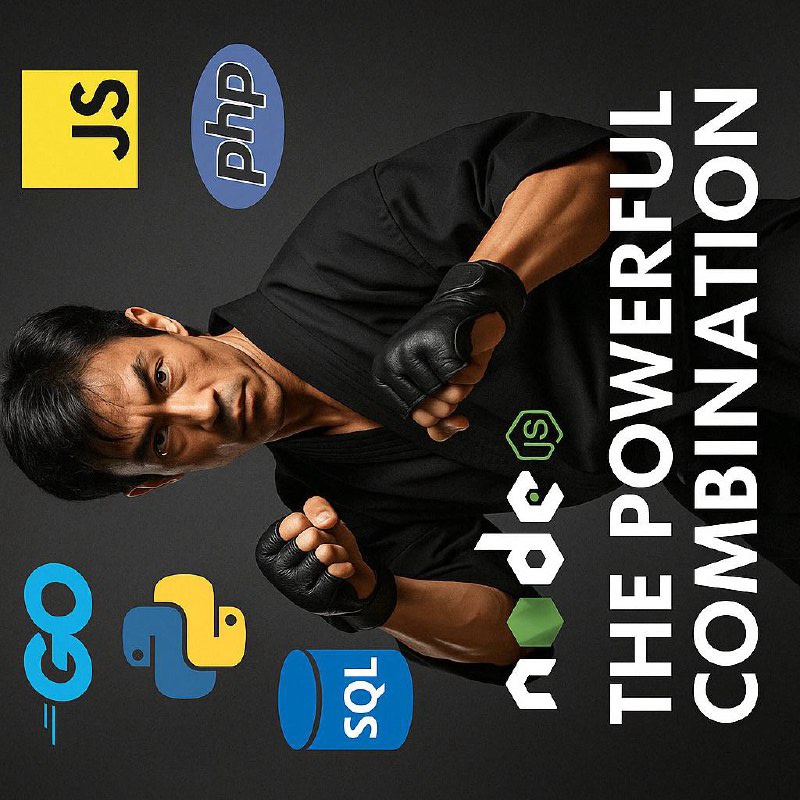 GO
JS
php
SQL
node
JS
THE POWERFUL
COMBINATION